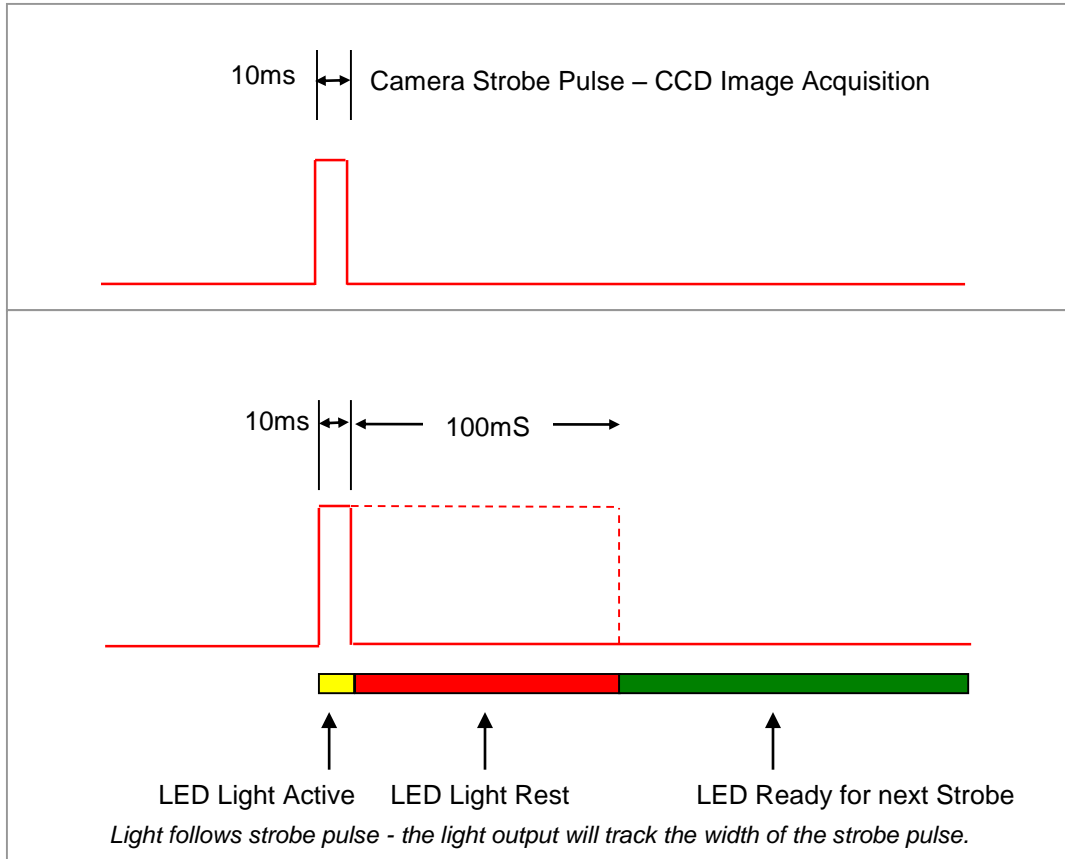 10ms Camera Strobe Pulse – CCD Image Acquisition
10ms 100mS
LED Light Active LED Light Rest LED Ready for next Strobe
Light follows strobe pulse - the light output will track the width of the strobe pulse.